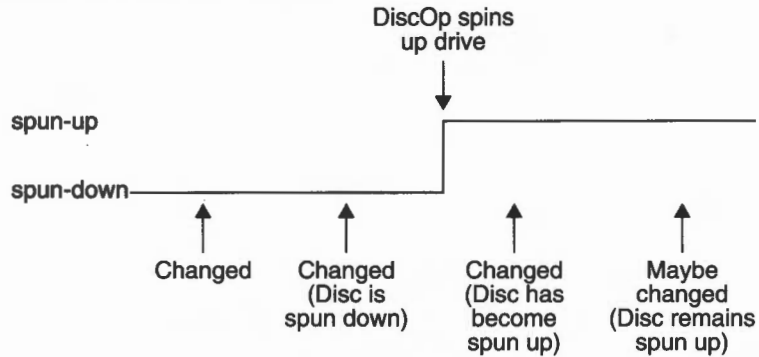 DiscOp spins
up drive
spun-up
spun-down
Changed
Changed
(Disc is
spun down)
Changed
(Disc has
become
spun up)
Maybe
changed
(Disc remains
spun up)